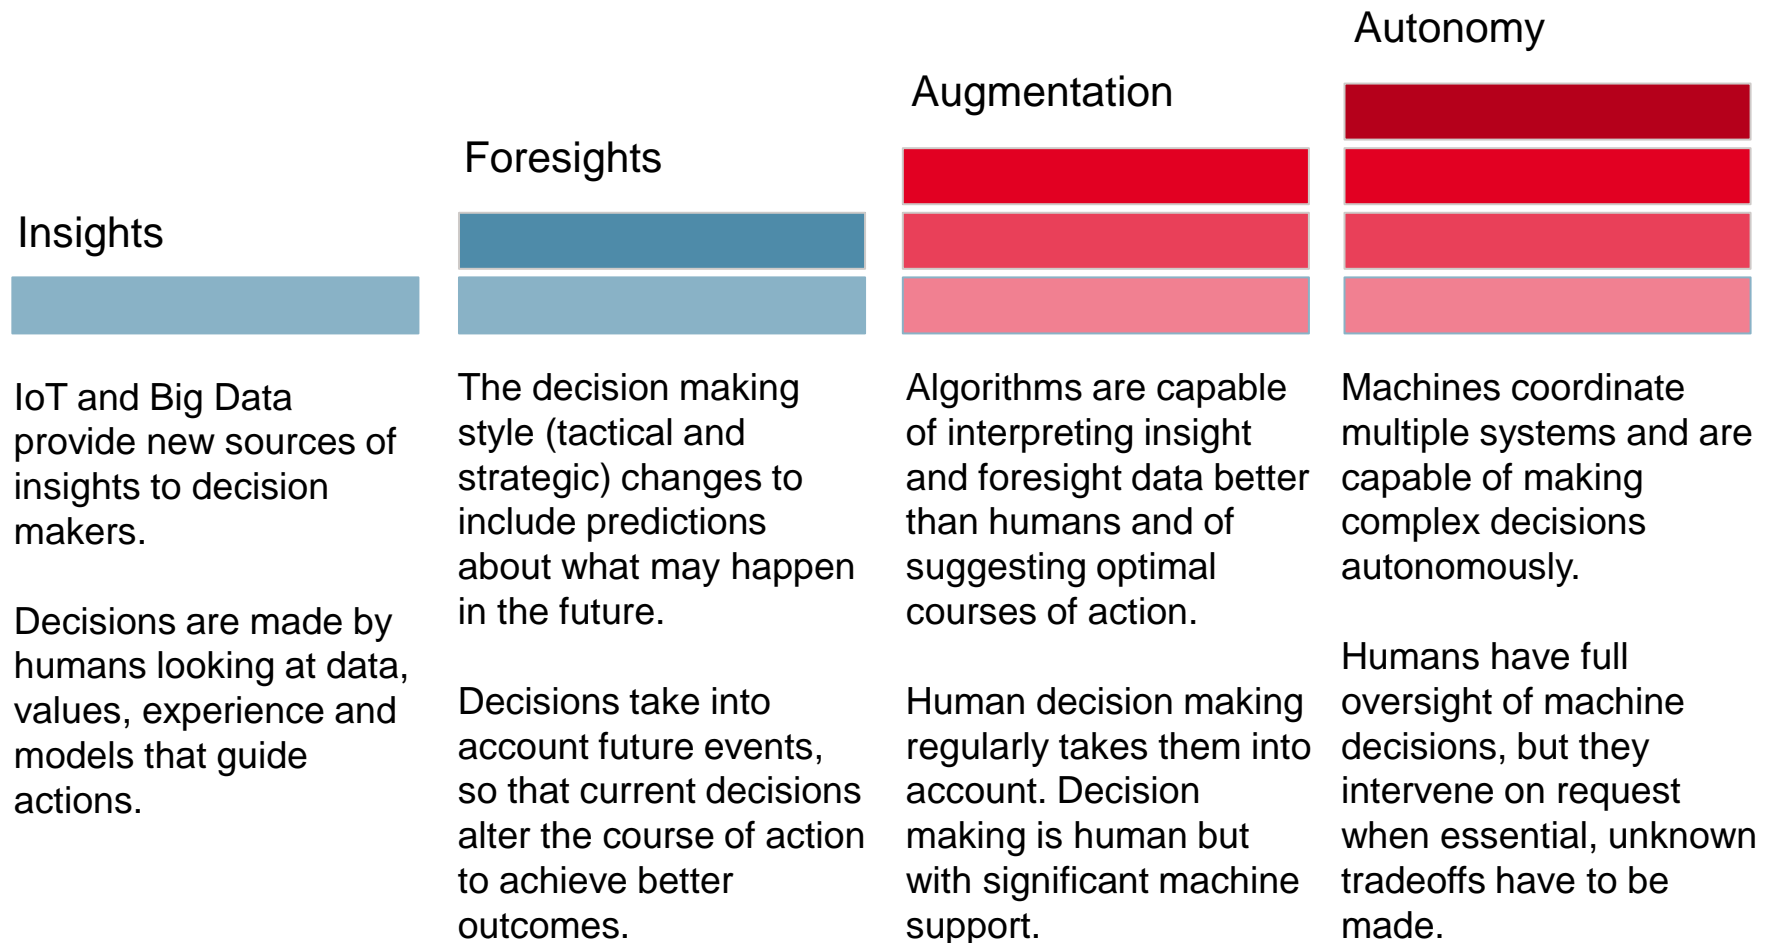 Insights
IoT and Big Data
provide new sources of
insights to decision
makers.
Decisions are made by
humans looking at data,
values, experience and
models that guide
actions.
Foresights
The decision making
style (tactical and
strategic) changes to
include predictions
about what may happen
in the future.
Decisions take into
account future events,
so that current decisions
alter the course of action
to achieve better
outcomes.
Augmentation
Algorithms are capable
of interpreting insight
and foresight data better
than humans and of
suggesting optimal
courses of action.
Human decision making
regularly takes them into
account. Decision
making is human but
with significant machine
support.
Autonomy
Machines coordinate
multiple systems and are
capable of making
complex decisions
autonomously.
Humans have full
oversight of machine
decisions, but they
intervene on request
when essential, unknown
tradeoffs have to be
made.